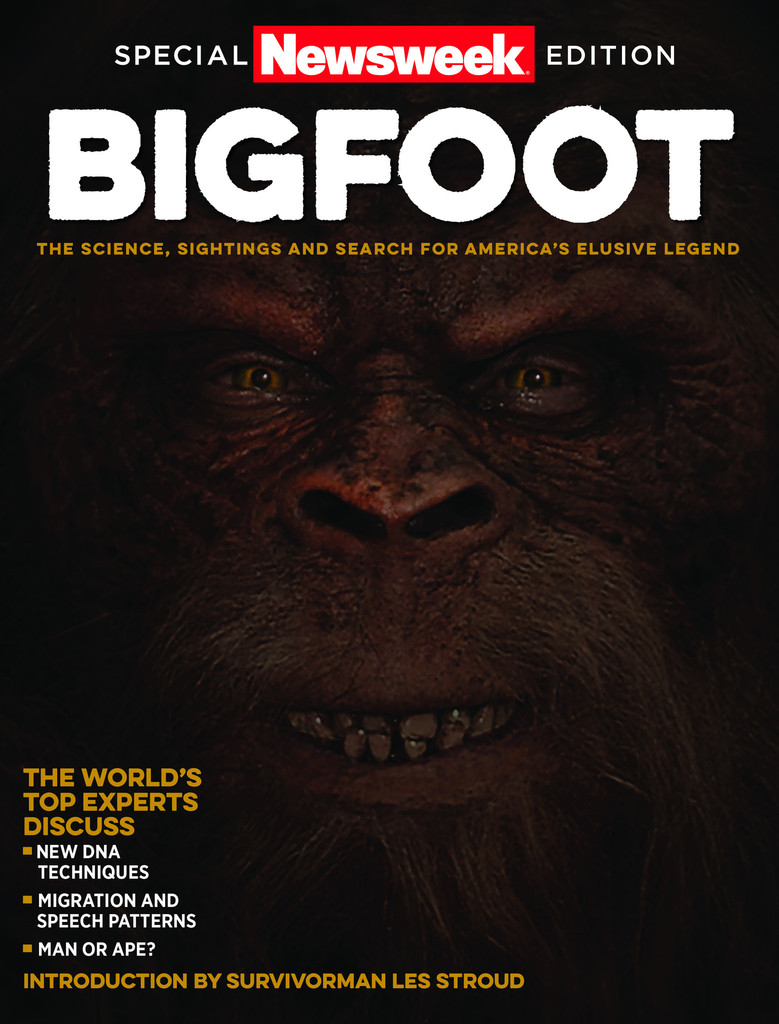 SPECIAL Newsweek® EDITION
BIGFOOT
THE SCIENCE, SIGHTINGS AND SEARCH FOR AMERICA'S ELUSIVE LEGEND
THE WORLD'S
TOP EXPERTS
DISCUSS
NEW DNA
TECHNIQUES
MIGRATION AND
SPEECH PATTERNS
MAN OR APE?
INTRODUCTION BY SURVIVORMAN LES STROUD